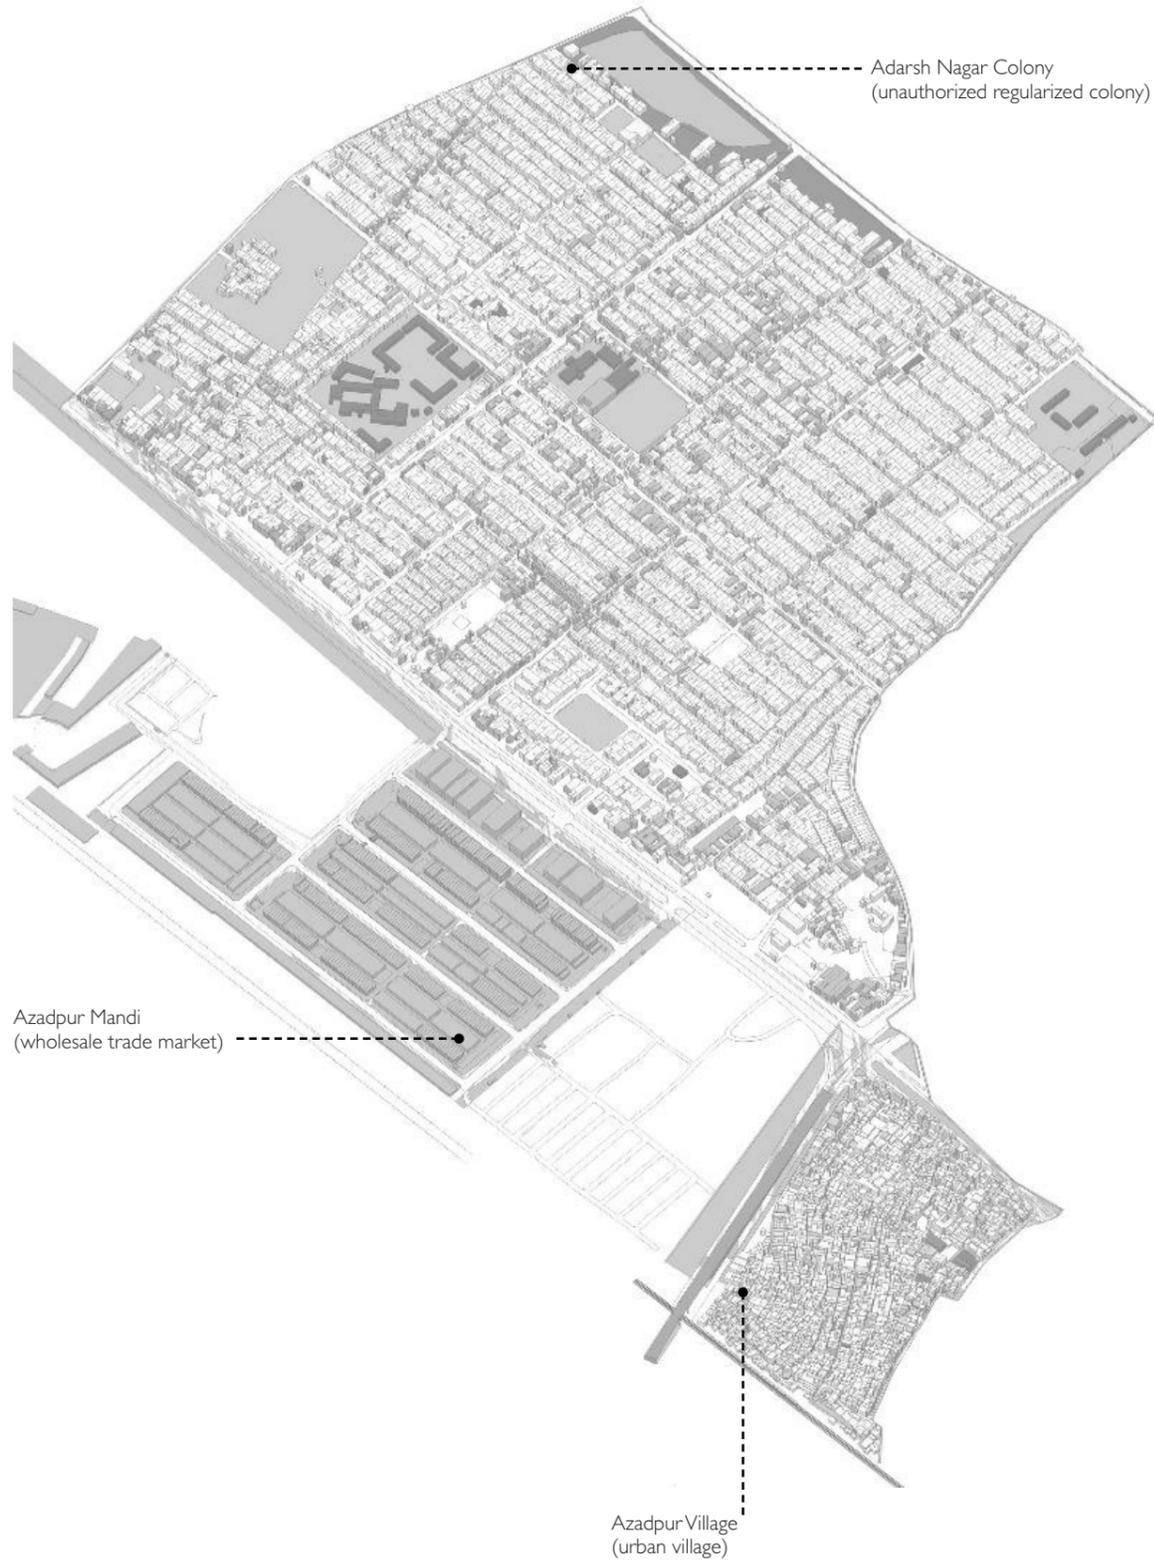 Adarsh Nagar Colony
(unauthorized regularized colony)
Azadpur Mandi
(wholesale trade market)
Azadpur Village
(urban village)